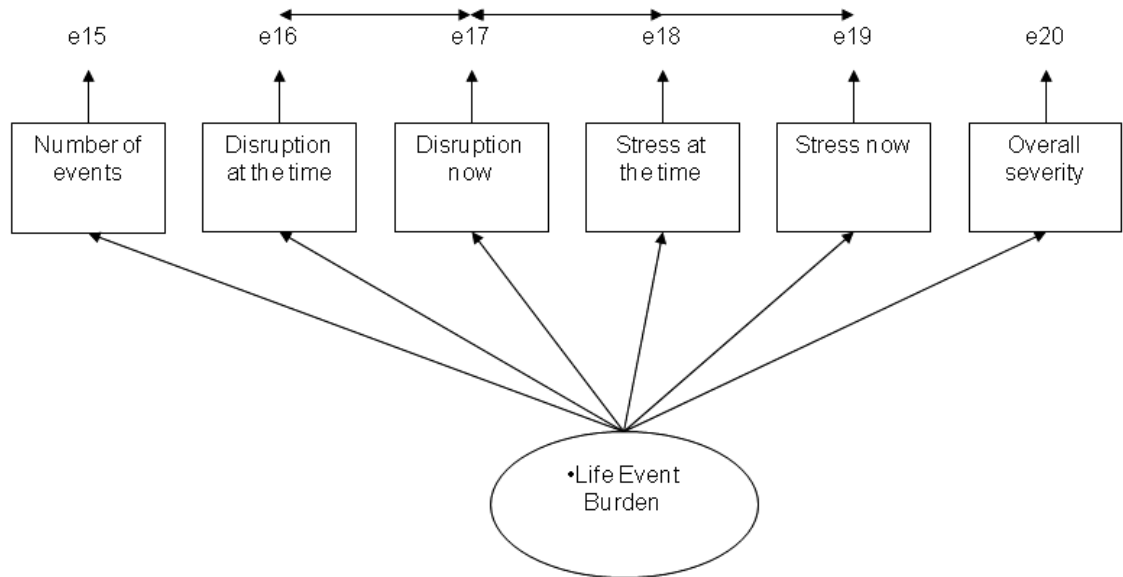 e15 e16 e17 e18 e19 e20
Number of
events
Disruption
at the time
Disruption
now
Stress at
the time
Stress now
Overall
severity
•Life Event
Burden